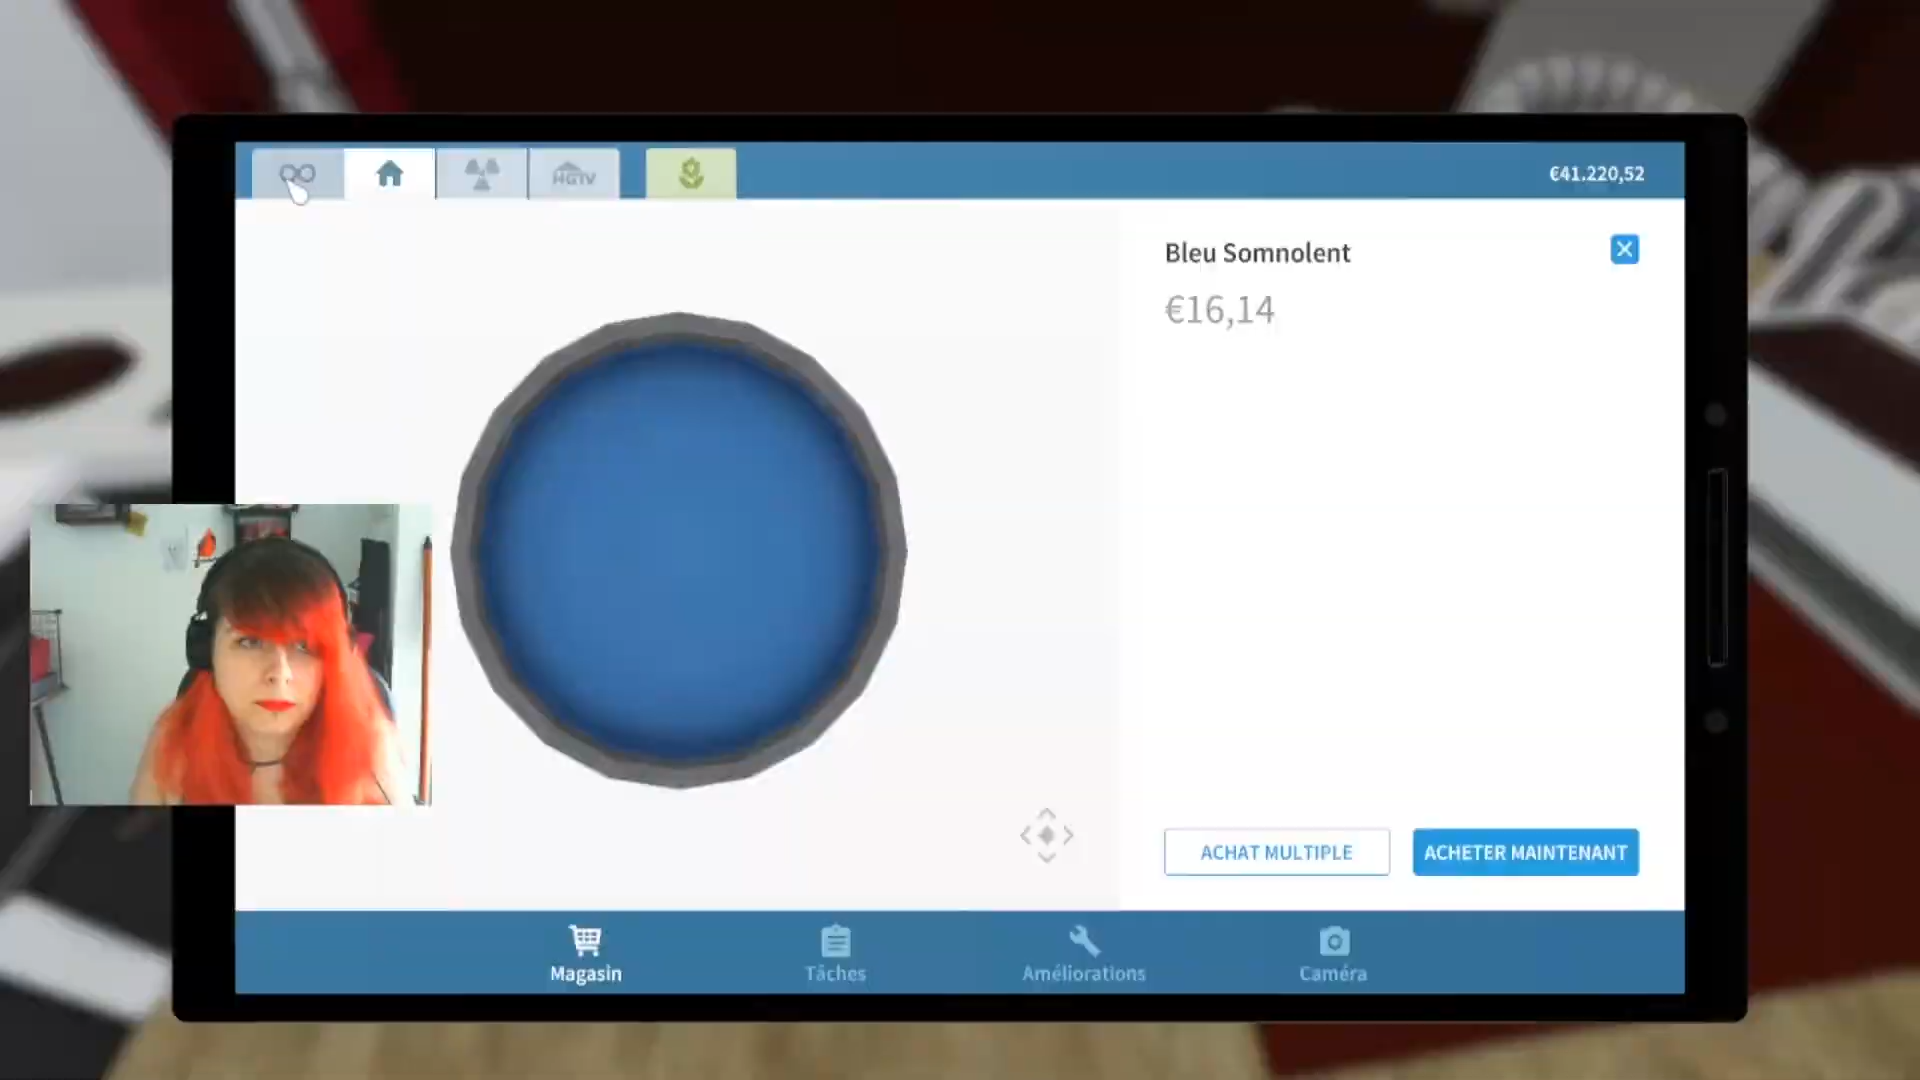 HGTV
€41.220,52
Bleu Somnolent
€16,14
ACHAT MULTIPLE
ACHETER MAINTENANT
Magasin
Tâches
Améliorations
Caméra